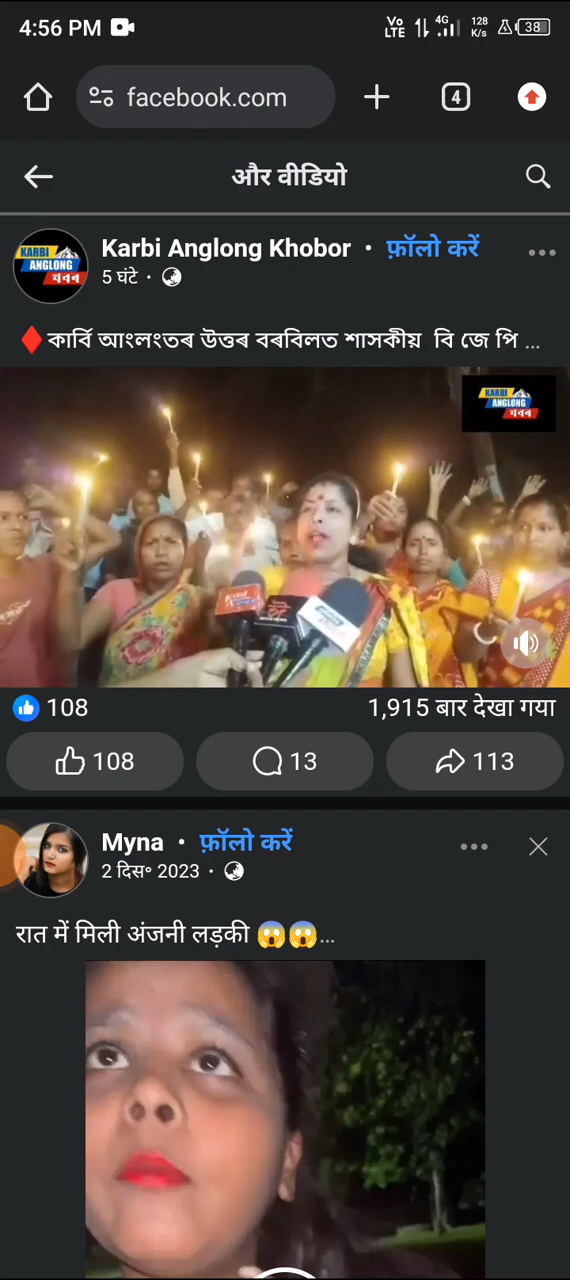 4:56 PM
Vo LTE 4G 128 K/s 38
facebook.com
4
और वीडियो
KARBI ANGLONG খবৰ
Karbi Anglong Khobor · फ़ॉलो करें
5 घंटे ·
♦️কাৰ্বি আংলংতৰ উত্তৰ বৰবিলত শাসকীয় বি জে পি ...
KARBI ANGLONG খবৰ
108
1,915 बार देखा गया
108 13 113
Myna · फ़ॉलो करें
2 दिस॰ 2023 ·
रात में मिली अंजनी लड़की 😱😱...